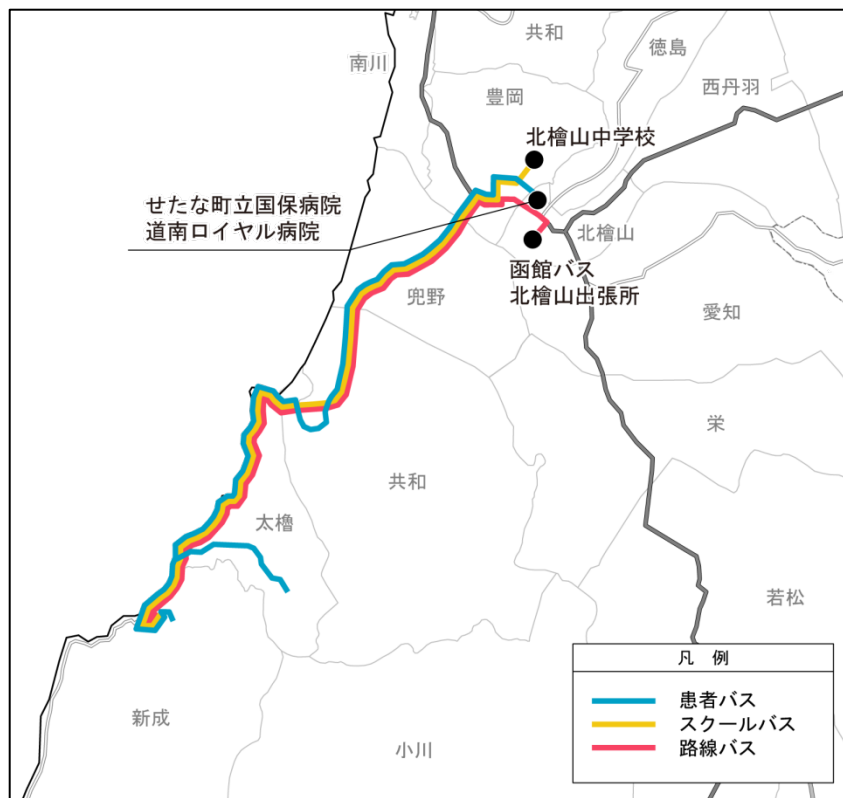 共和
徳島
南川
西丹羽
豊岡
北檜山中学校
せたな町立国保病院
道南ロイヤル病院
北檜山
函館バス
北檜山出張所
兜野
愛知
栄
共和
太櫓
若松
新成
小川
凡 例
患者バス
スクールバス
路線バス